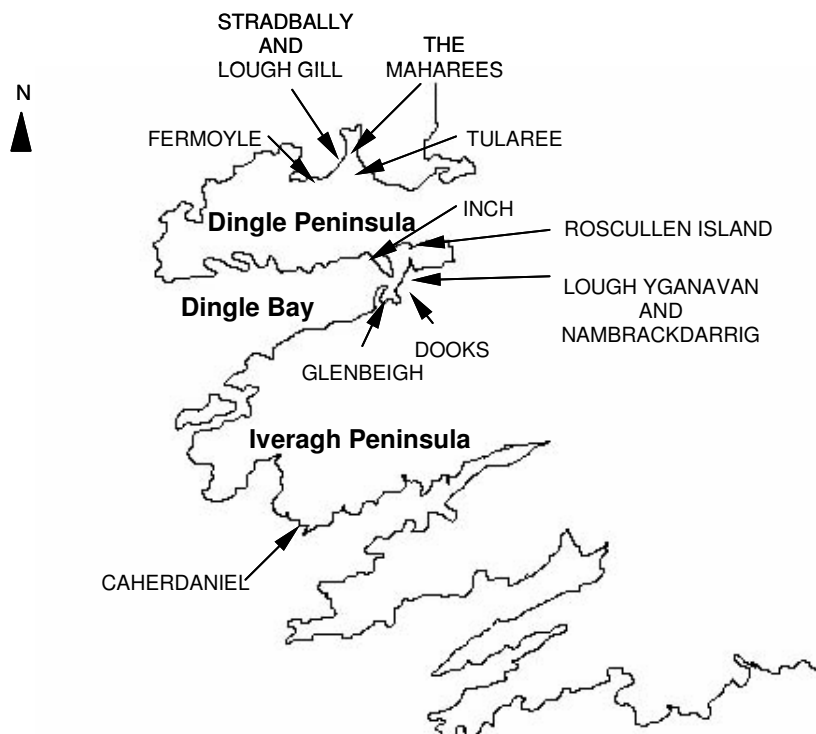 STRADBALLY
AND
LOUGH GILL
THE
MAHAREES
N
FERMOYLE
TULAREE
Dingle Peninsula
INCH
ROSCULLEN ISLAND
Dingle Bay
LOUGH YGANAVAN
AND
NAMBRACKDARRIG
DOOKS
GLENBEIGH
Iveragh Peninsula
CAHERDANIEL